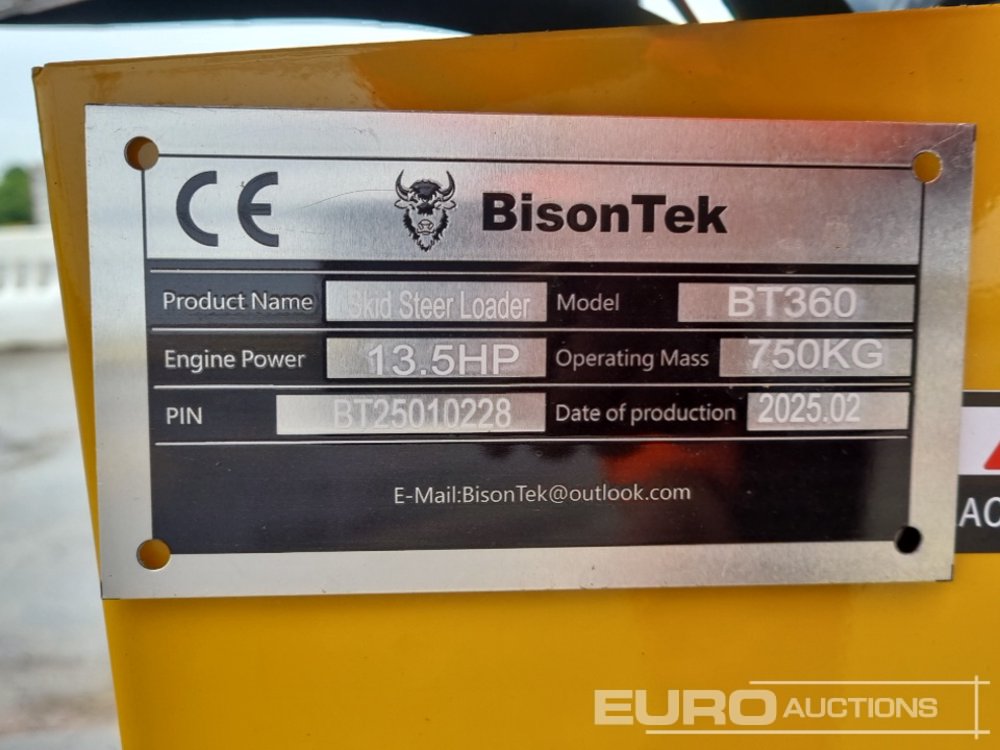 CE BisonTek
Product Name Skid Steer Loader Model BT360
Engine Power 13.5HP Operating Mass 750KG
PIN BT25010228 Date of production 2025.02
E-Mail:BisonTek@outlook.com
EURO AUCTIONS